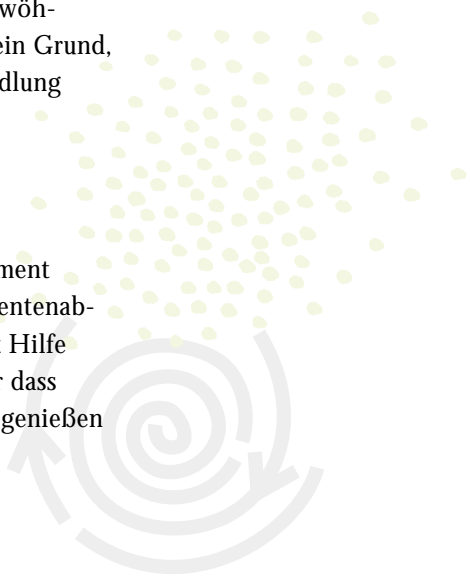 wöh-
ein Grund,
dlung
ment
entenab-
Hilfe
dass
genießen